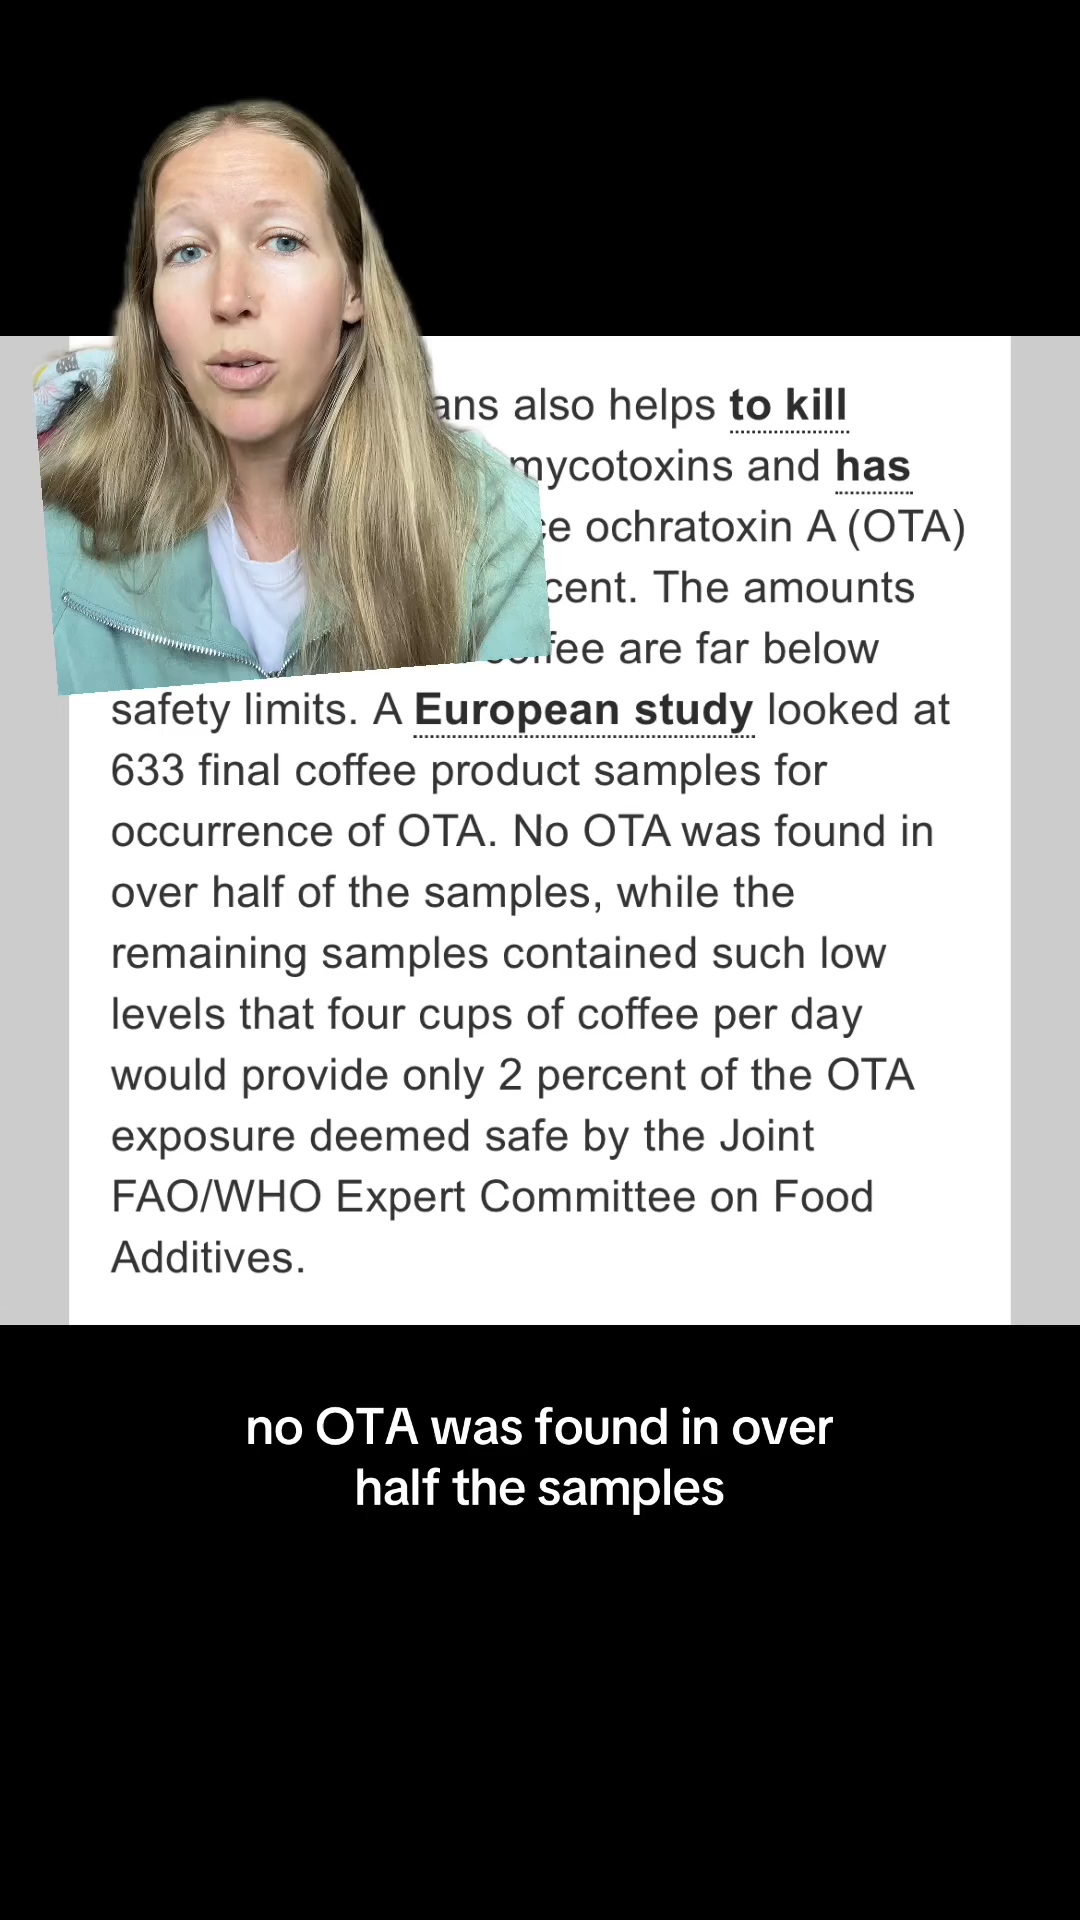 ans also helps to kill
mycotoxins and has
ochratoxin A (OTA)
cent. The amounts
coffee are far below
safety limits. A European study looked at
633 final coffee product samples for
occurrence of OTA. No OTA was found in
over half of the samples, while the
remaining samples contained such low
levels that four cups of coffee per day
would provide only 2 percent of the OTA
exposure deemed safe by the Joint
FAO/WHO Expert Committee on Food
Additives.
no OTA was found in over
half the samples